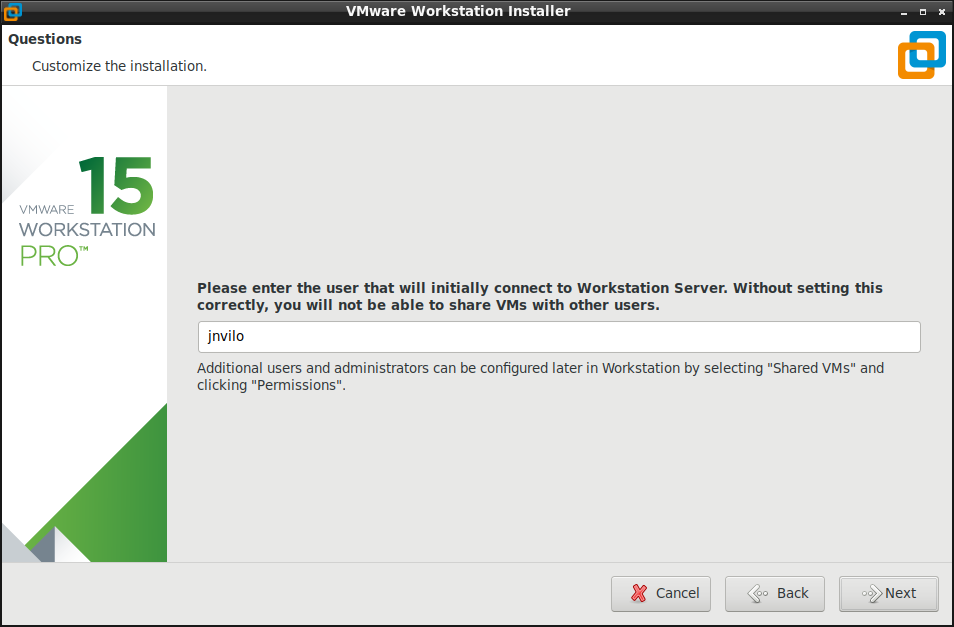 VMware Workstation Installer
Questions
Customize the installation.
15
VMWARE
WORKSTATION
PRO™
Please enter the user that will initially connect to Workstation Server. Without setting this
correctly, you will not be able to share VMs with other users.
jnvilo
Additional users and administrators can be configured later in Workstation by selecting "Shared VMs" and
clicking "Permissions".
Cancel
Back
Next